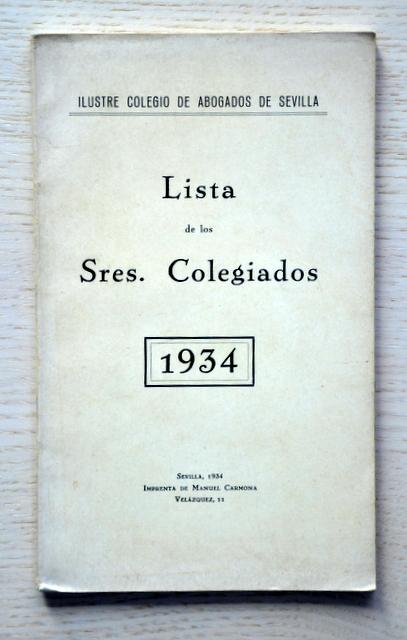 ILUSTRE COLEGIO DE ABOGADOS DE SEVILLA
Lista
de los
Sres. Colegiados
1934
Sevilla, 1934
Imprenta de Manuel Carmona
Velázquez, 11